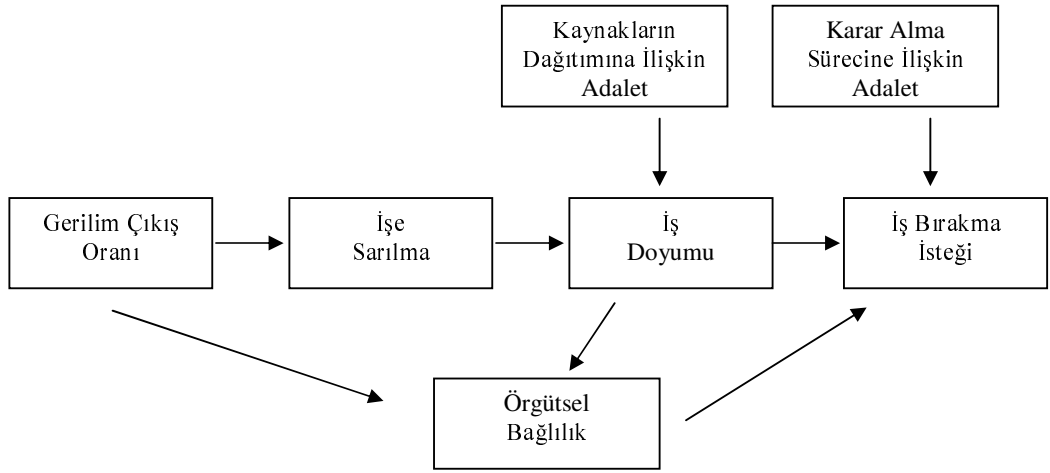 Kaynakların
Dağıtımına İlişkin
Adalet
Karar Alma
Sürecine İlişkin
Adalet
Gerilim Çıkış
Oranı
İşe
Sarılma
İş
Doyumu
İş Bırakma
İsteği
Örgütsel
Bağlılık